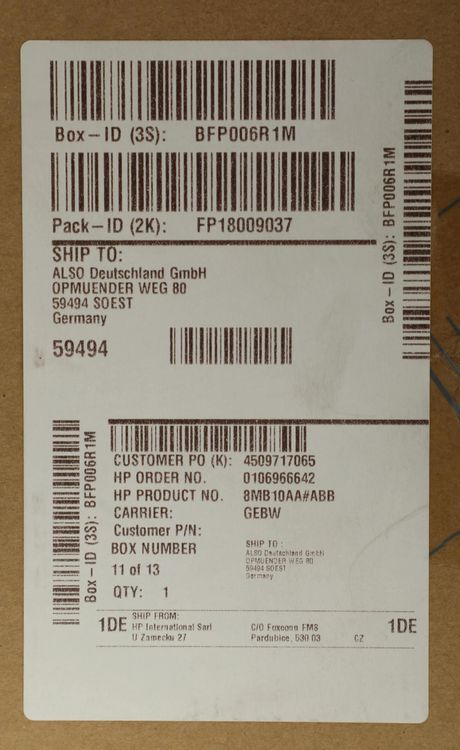 Box-ID (3S): BFP006R1M
Pack-ID (2K): FP18009037
SHIP TO:
ALSO Deutschland GmbH
OPMUENDER WEG 80
59494 SOEST
Germany
59494
Box-ID (3S): BFP006R1M
Box-ID (3S): BFP006R1M
CUSTOMER PO (K): 4509717065
HP ORDER NO. 0106966642
HP PRODUCT NO. 8MB10AA#ABB
CARRIER: GEBW
Customer P/N:
BOX NUMBER
11 of 13
QTY: 1
SHIP TO :
ALSO Deutschland GmbH
OPMUENDER WEG 80
59494 SOEST
Germany
1DE
SHIP FROM:
HP International Sarl
U Zamecku 27
C/O Foxconn FMS
Pardubice, 530 03 CZ
1DE